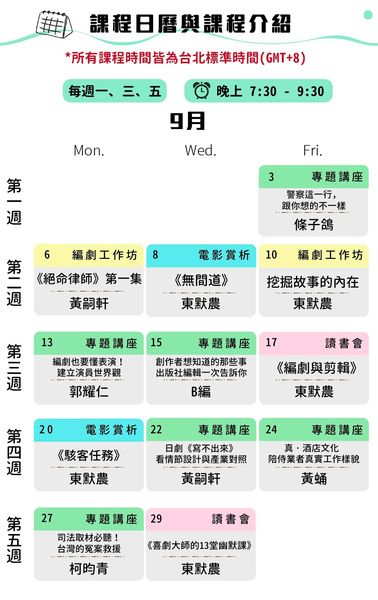 課程日曆與課程介紹
*所有課程時間皆為台北標準時間(GMT+8)
每週一、三、五
晚上 7:30 - 9:30
9月
Mon. Wed. Fri.
第一週
3 專題講座
警察這一行，
跟你想的不一樣
條子鴿
第二週
6 編劇工作坊
《絕命律師》第一集
黃嗣軒
8 電影賞析
《無間道》
東默農
10 編劇工作坊
挖掘故事的內在
東默農
第三週
13 專題講座
編劇也要懂表演！
建立演員世界觀
郭耀仁
15 專題講座
創作者想知道的那些事
出版社編輯一次告訴你
B編
17 讀書會
《編劇與剪輯》
東默農
第四週
20 電影賞析
《駭客任務》
東默農
22 專題講座
日劇《寫不出來》
看情節設計與產業對照
黃嗣軒
24 專題講座
真．酒店文化
陪侍業者真實工作樣貌
黃蛹
第五週
27 專題講座
司法取材必聽！
台灣的冤案救援
柯昀青
29 讀書會
《喜劇大師的13堂幽默課》
東默農